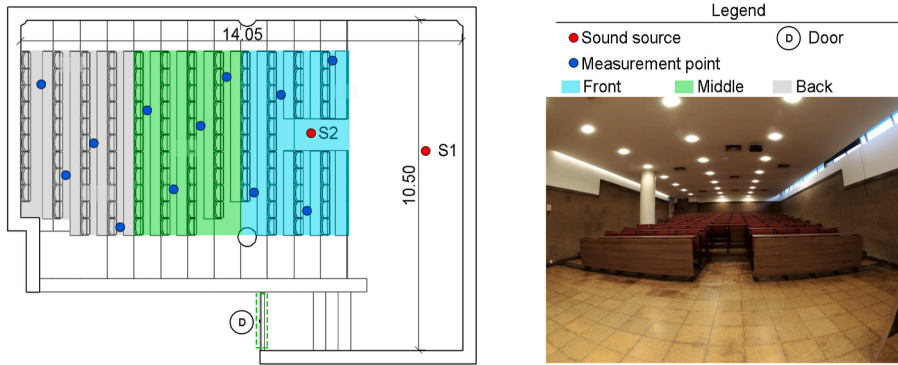 14.05
S2
S1
10.50
D
Legend
Sound source
D Door
Measurement point
Front Middle Back